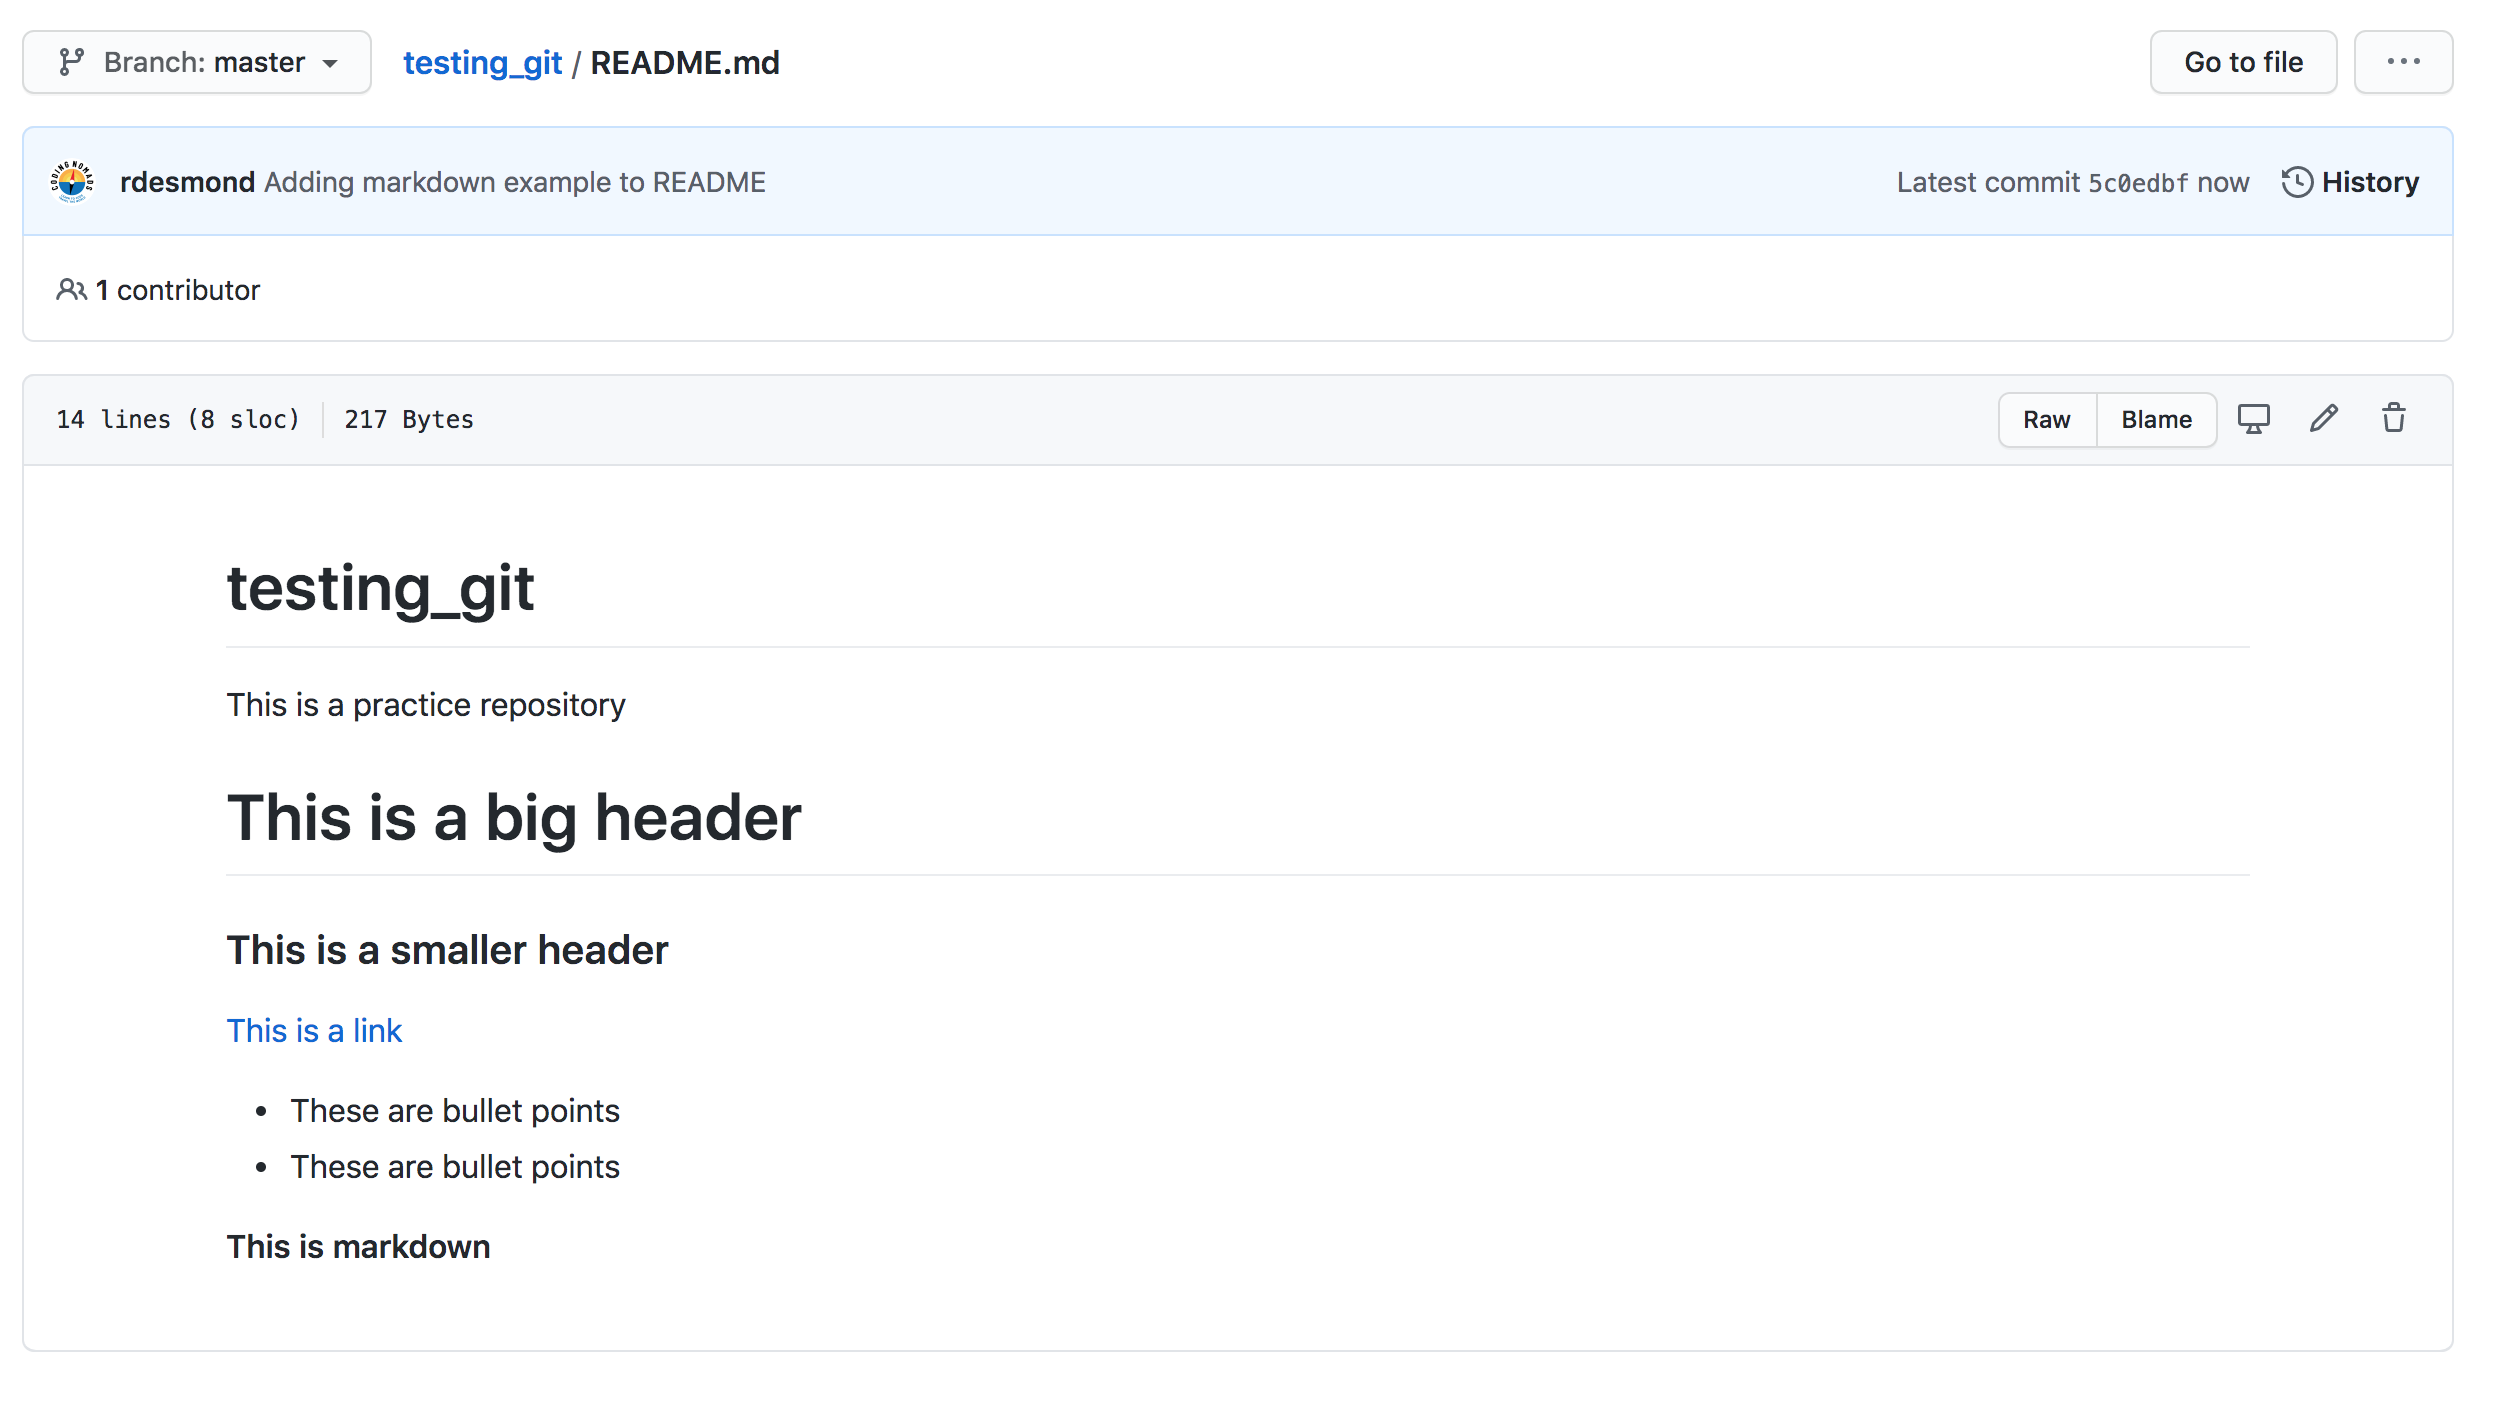 Branch: master testing_git / README.md Go to file ...
CODING NOMADS
rdesmond Adding markdown example to README Latest commit 5c0edbf now History
1 contributor
14 lines (8 sloc) 217 Bytes Raw Blame
testing_git
This is a practice repository
This is a big header
This is a smaller header
This is a link
• These are bullet points
• These are bullet points
This is markdown